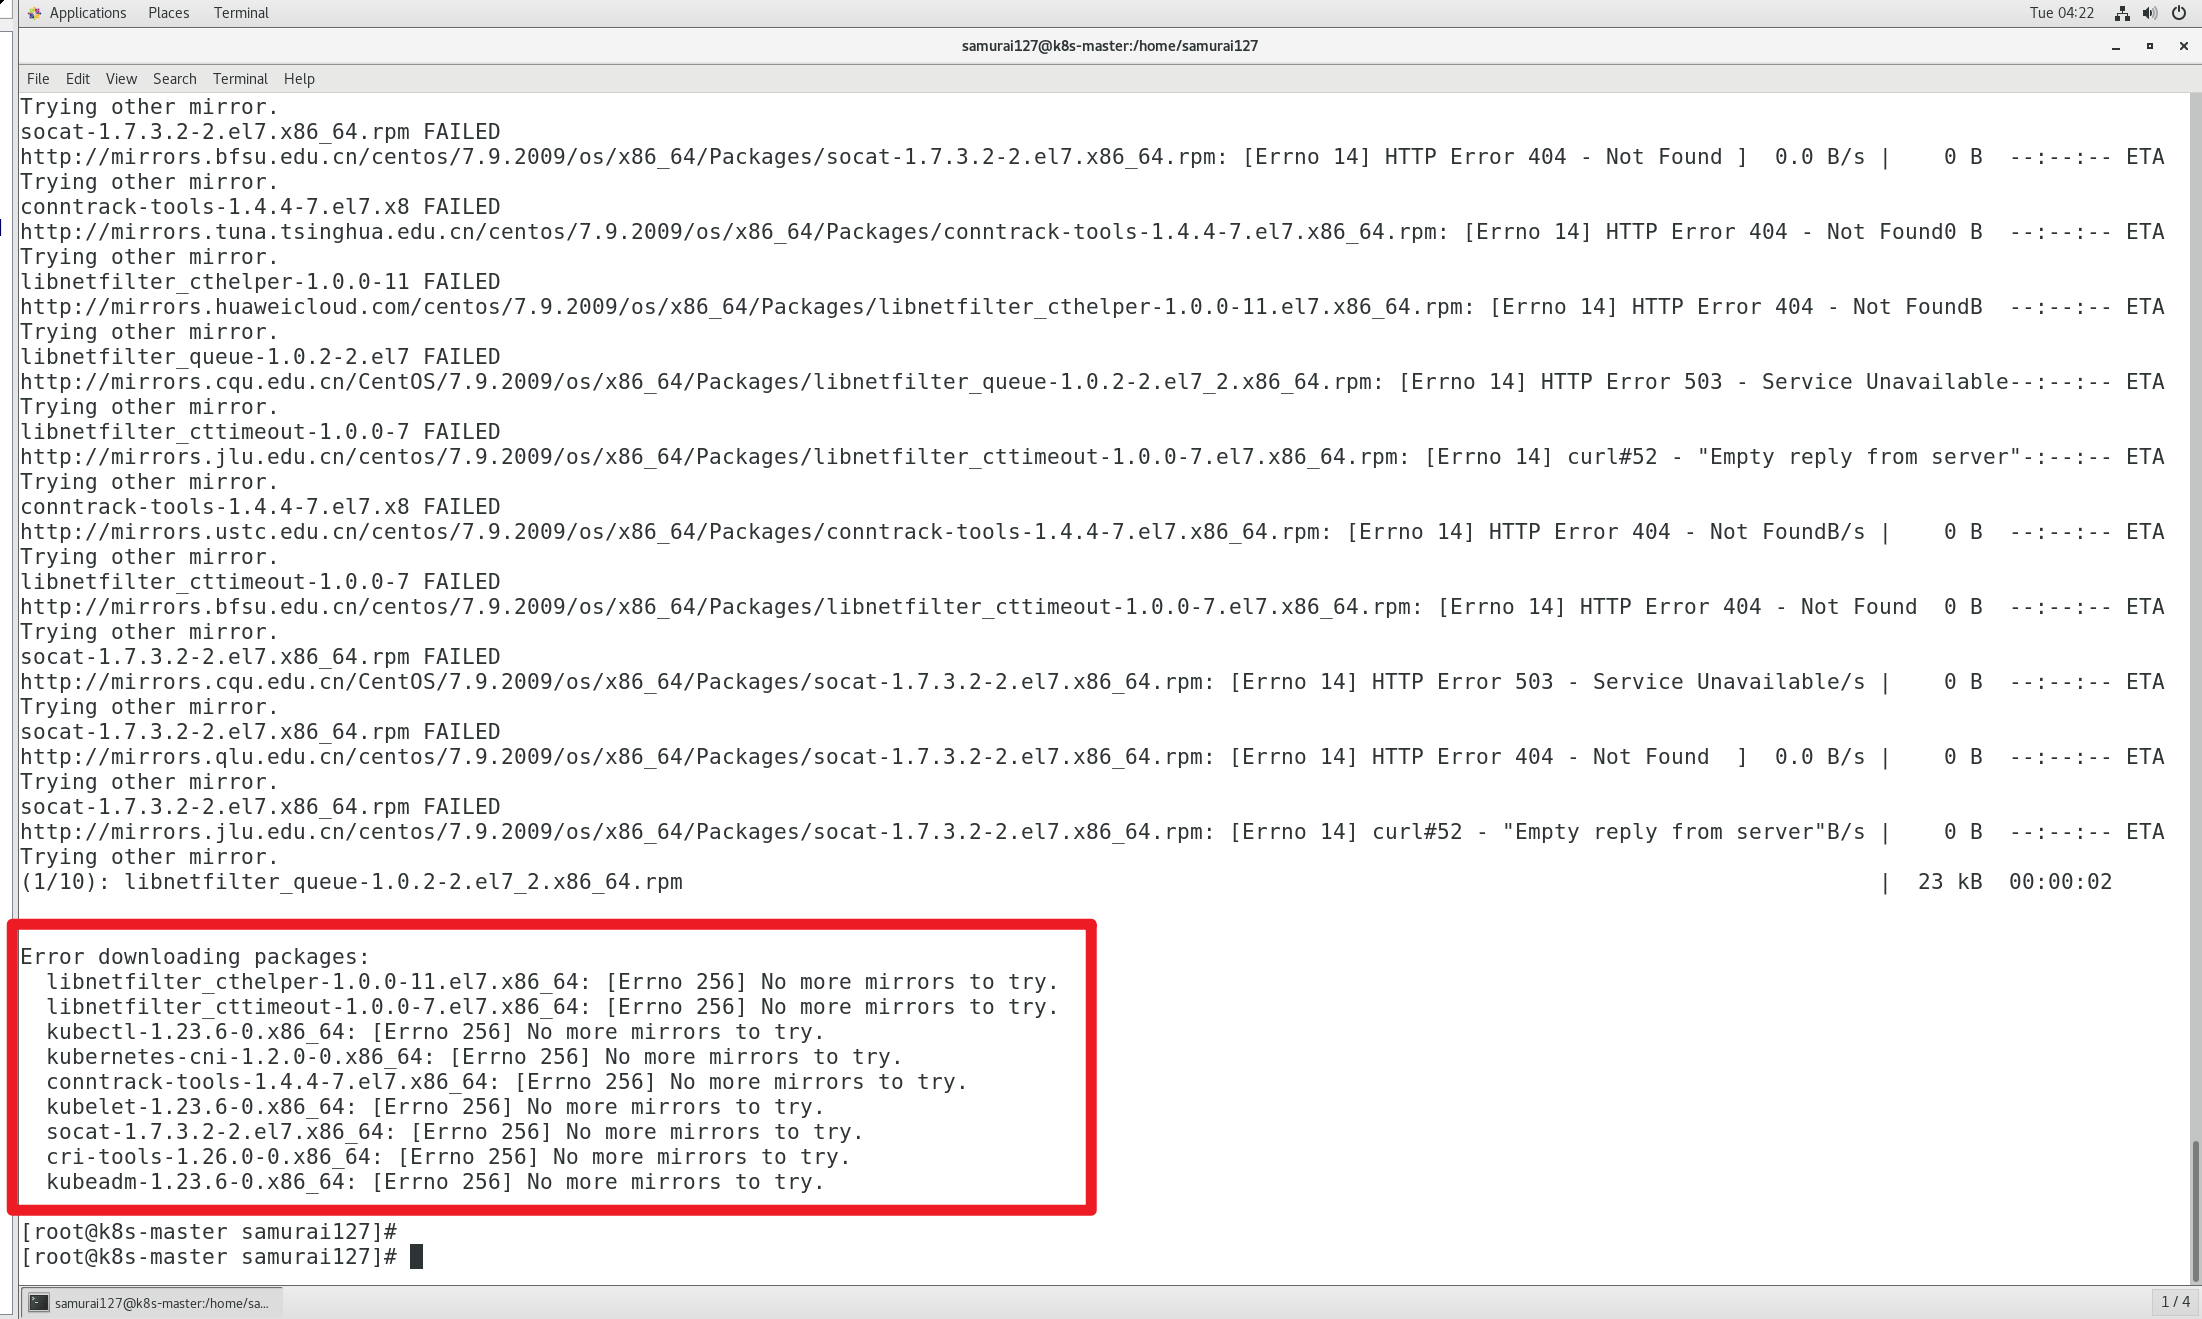 Applications Places Terminal Tue 04:22
samurai127@k8s-master:/home/samurai127
File Edit View Search Terminal Help
Trying other mirror.
socat-1.7.3.2-2.el7.x86_64.rpm FAILED
http://mirrors.bfsu.edu.cn/centos/7.9.2009/os/x86_64/Packages/socat-1.7.3.2-2.el7.x86_64.rpm: [Errno 14] HTTP Error 404 - Not Found ]  0.0 B/s |    0 B  --:--:-- ETA
Trying other mirror.
conntrack-tools-1.4.4-7.el7.x8 FAILED
http://mirrors.tuna.tsinghua.edu.cn/centos/7.9.2009/os/x86_64/Packages/conntrack-tools-1.4.4-7.el7.x86_64.rpm: [Errno 14] HTTP Error 404 - Not Found0 B  --:--:-- ETA
Trying other mirror.
libnetfilter_cthelper-1.0.0-11 FAILED
http://mirrors.huaweicloud.com/centos/7.9.2009/os/x86_64/Packages/libnetfilter_cthelper-1.0.0-11.el7.x86_64.rpm: [Errno 14] HTTP Error 404 - Not FoundB  --:--:-- ETA
Trying other mirror.
libnetfilter_queue-1.0.2-2.el7 FAILED
http://mirrors.cqu.edu.cn/CentOS/7.9.2009/os/x86_64/Packages/libnetfilter_queue-1.0.2-2.el7_2.x86_64.rpm: [Errno 14] HTTP Error 503 - Service Unavailable--:--:-- ETA
Trying other mirror.
libnetfilter_cttimeout-1.0.0-7 FAILED
http://mirrors.jlu.edu.cn/centos/7.9.2009/os/x86_64/Packages/libnetfilter_cttimeout-1.0.0-7.el7.x86_64.rpm: [Errno 14] curl#52 - "Empty reply from server"-:--:-- ETA
Trying other mirror.
conntrack-tools-1.4.4-7.el7.x8 FAILED
http://mirrors.ustc.edu.cn/centos/7.9.2009/os/x86_64/Packages/conntrack-tools-1.4.4-7.el7.x86_64.rpm: [Errno 14] HTTP Error 404 - Not FoundB/s |    0 B  --:--:-- ETA
Trying other mirror.
libnetfilter_cttimeout-1.0.0-7 FAILED
http://mirrors.bfsu.edu.cn/centos/7.9.2009/os/x86_64/Packages/libnetfilter_cttimeout-1.0.0-7.el7.x86_64.rpm: [Errno 14] HTTP Error 404 - Not Found  0 B  --:--:-- ETA
Trying other mirror.
socat-1.7.3.2-2.el7.x86_64.rpm FAILED
http://mirrors.cqu.edu.cn/CentOS/7.9.2009/os/x86_64/Packages/socat-1.7.3.2-2.el7.x86_64.rpm: [Errno 14] HTTP Error 503 - Service Unavailable/s |    0 B  --:--:-- ETA
Trying other mirror.
socat-1.7.3.2-2.el7.x86_64.rpm FAILED
http://mirrors.qlu.edu.cn/centos/7.9.2009/os/x86_64/Packages/socat-1.7.3.2-2.el7.x86_64.rpm: [Errno 14] HTTP Error 404 - Not Found  ]  0.0 B/s |    0 B  --:--:-- ETA
Trying other mirror.
socat-1.7.3.2-2.el7.x86_64.rpm FAILED
http://mirrors.jlu.edu.cn/centos/7.9.2009/os/x86_64/Packages/socat-1.7.3.2-2.el7.x86_64.rpm: [Errno 14] curl#52 - "Empty reply from server"B/s |    0 B  --:--:-- ETA
Trying other mirror.
(1/10): libnetfilter_queue-1.0.2-2.el7_2.x86_64.rpm | 23 kB 00:00:02
Error downloading packages:
libnetfilter_cthelper-1.0.0-11.el7.x86_64: [Errno 256] No more mirrors to try.
libnetfilter_cttimeout-1.0.0-7.el7.x86_64: [Errno 256] No more mirrors to try.
kubectl-1.23.6-0.x86_64: [Errno 256] No more mirrors to try.
kubernetes-cni-1.2.0-0.x86_64: [Errno 256] No more mirrors to try.
conntrack-tools-1.4.4-7.el7.x86_64: [Errno 256] No more mirrors to try.
kubelet-1.23.6-0.x86_64: [Errno 256] No more mirrors to try.
socat-1.7.3.2-2.el7.x86_64: [Errno 256] No more mirrors to try.
cri-tools-1.26.0-0.x86_64: [Errno 256] No more mirrors to try.
kubeadm-1.23.6-0.x86_64: [Errno 256] No more mirrors to try.
[root@k8s-master samurai127]#
[root@k8s-master samurai127]#
samurai127@k8s-master:/home/sa... 1 / 4